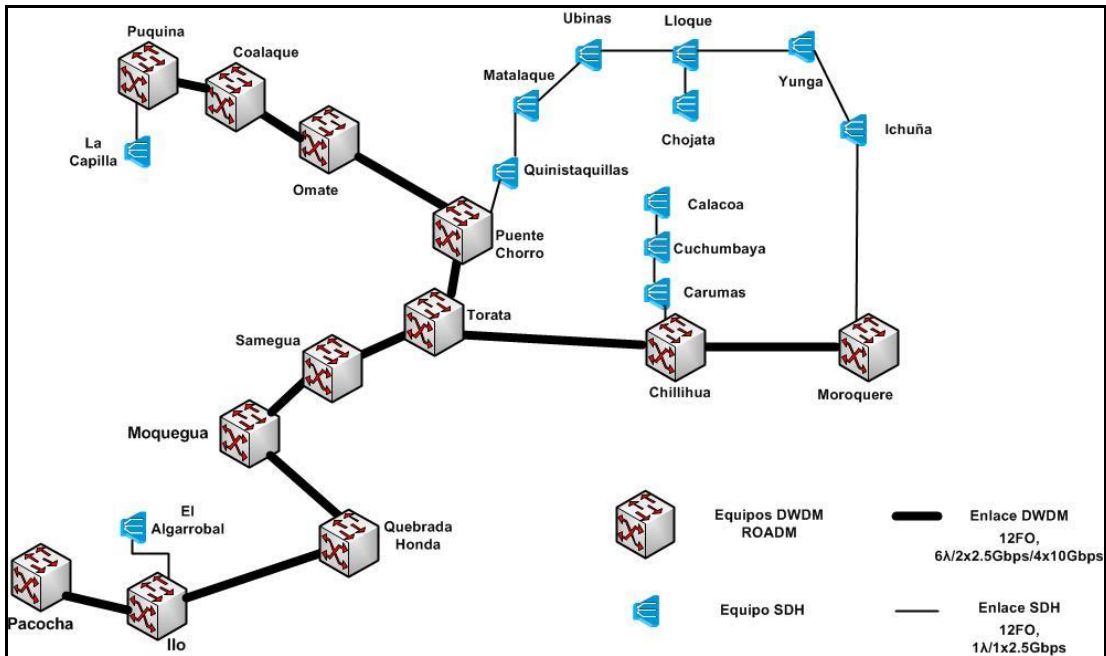 Puquina
Coalaque
Ubinas
Lloque
Matalaque
Yunga
La
Capilla
Chojata
Ichuña
Omate
Quinistaquillas
Calacoa
Puente
Chorro
Cuchumbaya
Carumas
Torata
Samegua
Chillihua
Moroquere
Moquegua
El
Algarrobal
Quebrada
Honda
Pacocha
Ilo
Equipos DWDM
ROADM
Enlace DWDM
12FO,
6λ/2x2.5Gbps/4x10Gbps
Equipo SDH
Enlace SDH
12FO,
1λ/1x2.5Gbps